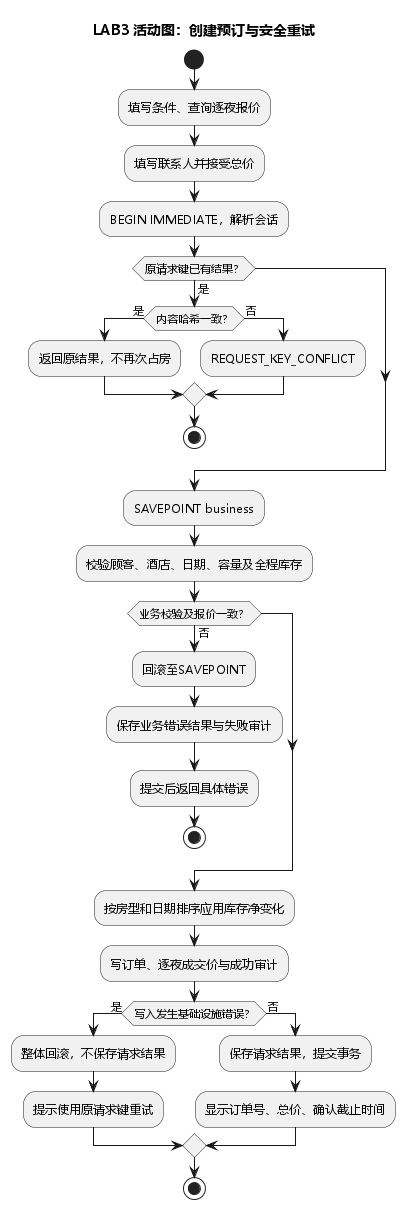 LAB3 活动图：创建预订与安全重试
填写条件、查询逐夜报价
填写联系人并接受总价
BEGIN IMMEDIATE，解析会话
原请求键已有结果？
是
是
内容哈希一致？
否
返回原结果，不再次占房
REQUEST_KEY_CONFLICT
SAVEPOINT business
校验顾客、酒店、日期、容量及全程库存
业务校验及报价一致？
否
回滚至SAVEPOINT
保存业务错误结果与失败审计
提交后返回具体错误
按房型和日期排序应用库存净变化
写订单、逐夜成交价与成功审计
是
写入发生基础设施错误？
否
整体回滚，不保存请求结果
保存请求结果，提交事务
提示使用原请求键重试
显示订单号、总价、确认截止时间